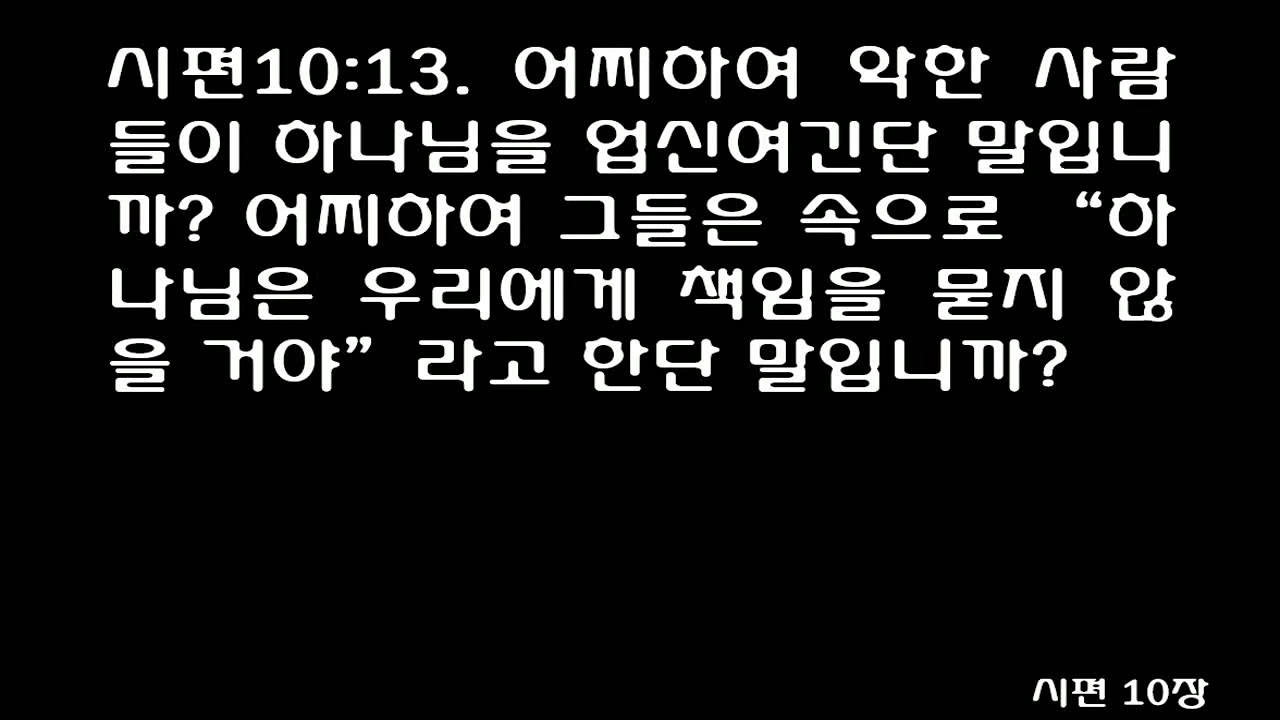 시편10:13. 어찌하여 악한 사람
들이 하나님을 업신여긴단 말입니
까? 어찌하여 그들은 속으로 “하
나님은 우리에게 책임을 묻지 않
을 거야” 라고 한단 말입니까?
시편 10장